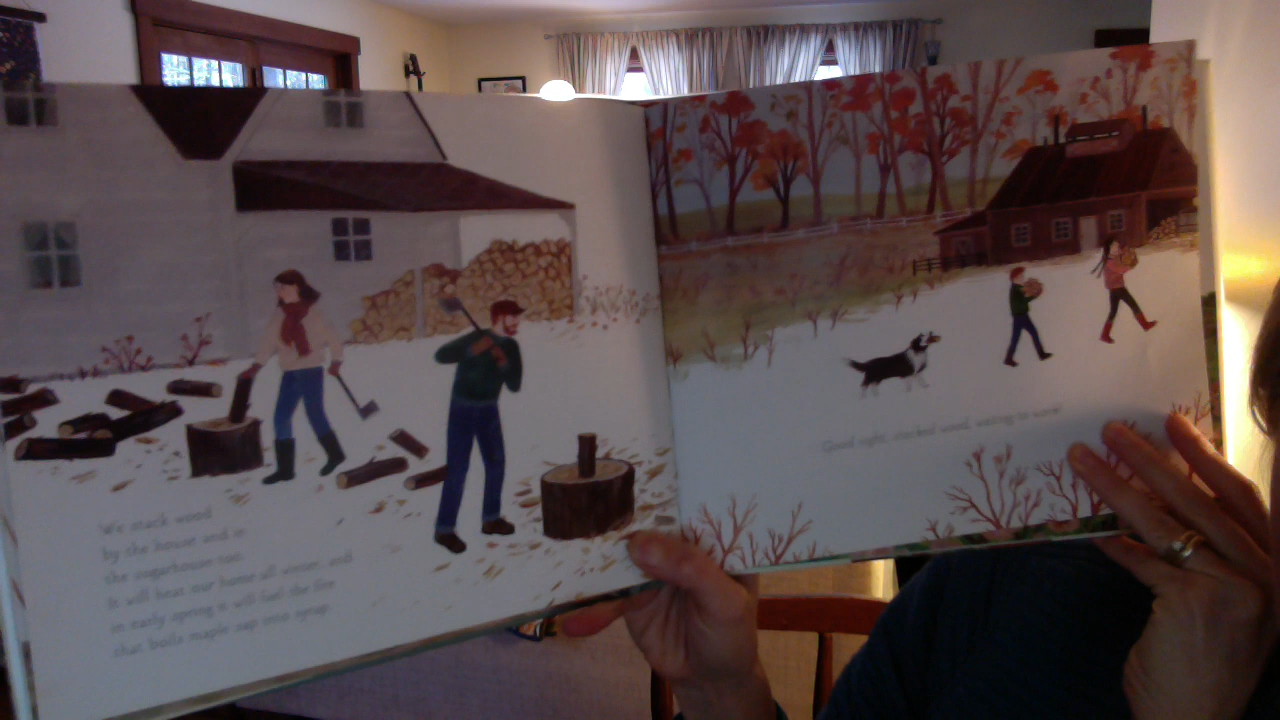 We stack wood
by the house and in
the sugarhouse too.
It will heat our home all winter, and
in early spring it will fuel the fire
that boils maple sap into syrup.
Good night, stacked wood, waiting to warm!